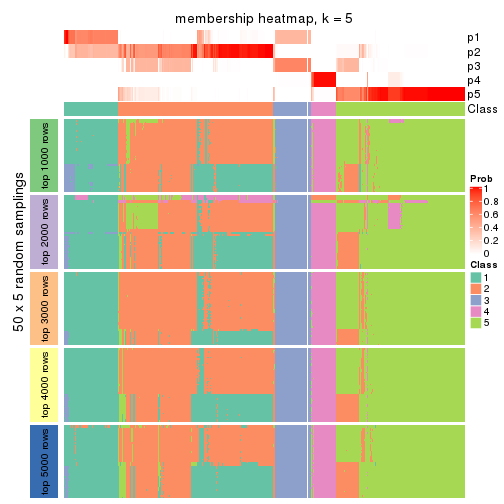 membership heatmap, k = 5
p1
p2
p3
p4
p5
Class
50 x 5 random samplings
top 1000 rows
top 2000 rows
top 3000 rows
top 4000 rows
top 5000 rows
Prob
1
0.8
0.6
0.4
0.2
0
Class
1
2
3
4
5